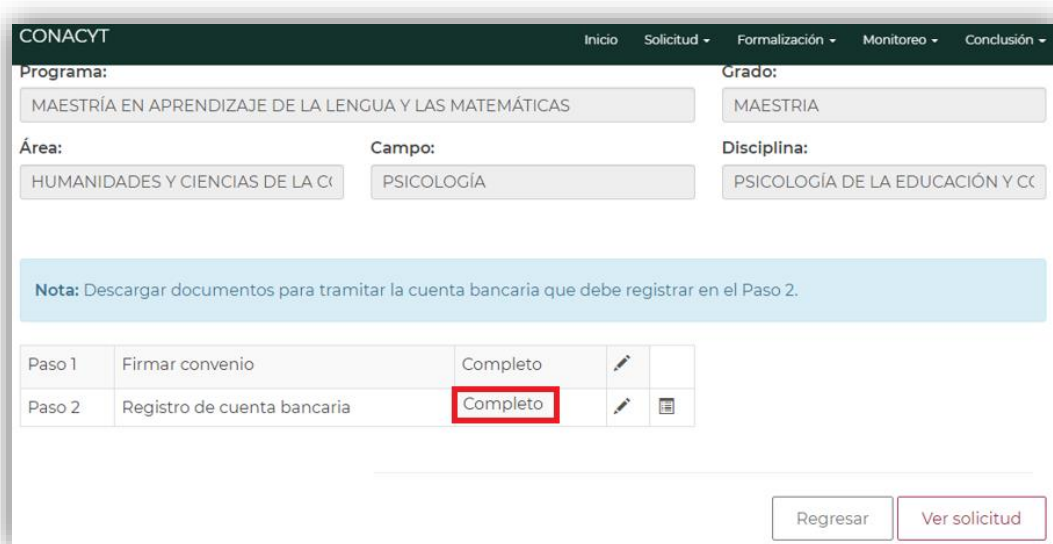 CONACYT Inicio Solicitud Formalización Monitoreo Conclusión
Programa: Grado:
MAESTRÍA EN APRENDIZAJE DE LA LENGUA Y LAS MATEMÁTICAS MAESTRIA
Área: Campo: Disciplina:
HUMANIDADES Y CIENCIAS DE LA PSICOLOGÍA PSICOLOGÍA DE LA EDUCACIÓN Y
Nota: Descargar documentos para tramitar la cuenta bancaria que debe registrar en el Paso 2.
Paso 1 Firmar convenio Completo
Paso 2 Registro de cuenta bancaria Completo
Regresar Ver solicitud